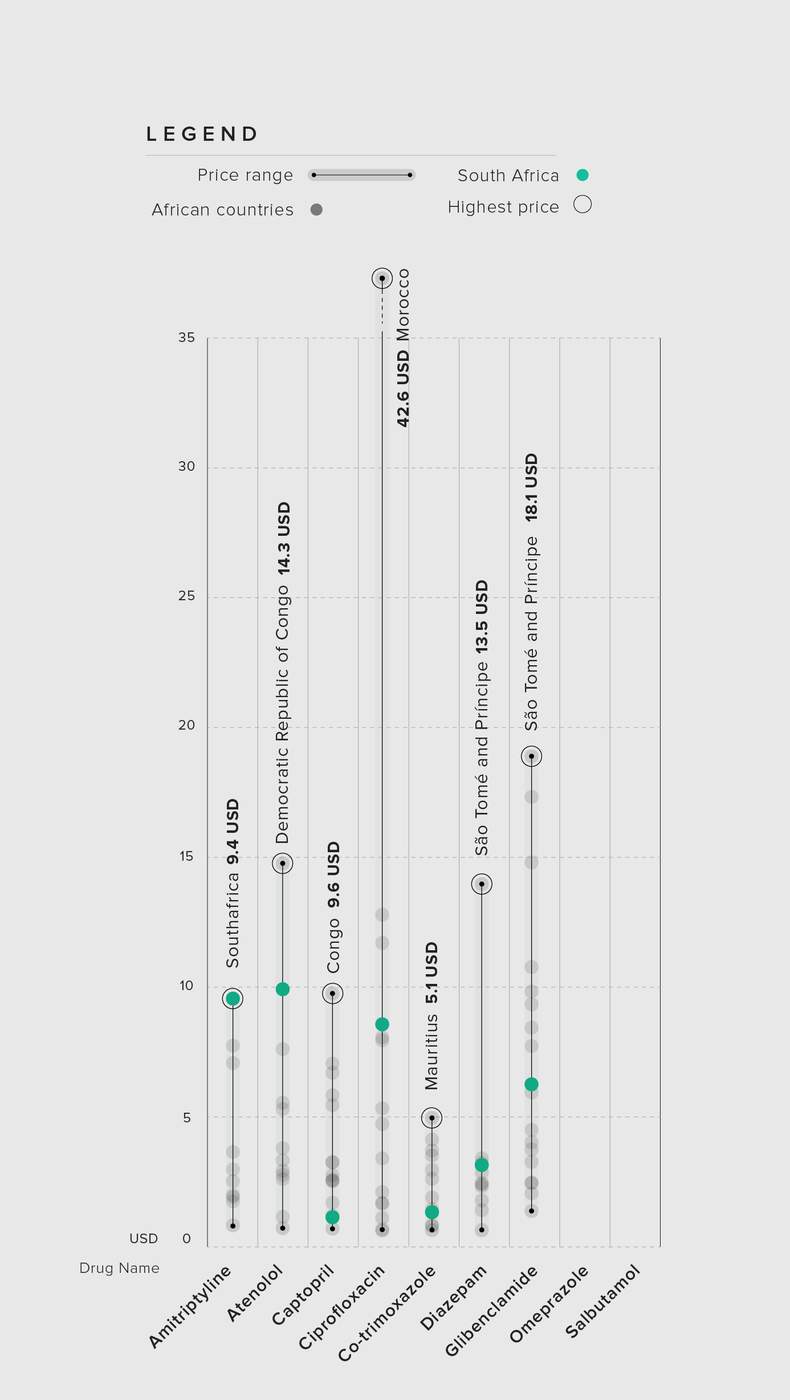 LEGEND
Price range
South Africa
African countries
Highest price
42.6 USD Morocco
35
30
25
20
15
10
5
0
USD
Southafrica 9.4 USD
Democratic Republic of Congo 14.3 USD
Congo 9.6 USD
Mauritius 5.1 USD
São Tomé and Príncipe 13.5 USD
São Tomé and Príncipe 18.1 USD
Drug Name
Amitriptyline
Atenolol
Captopril
Ciprofloxacin
Co-trimoxazole
Diazepam
Glibenclamide
Omeprazole
Salbutamol